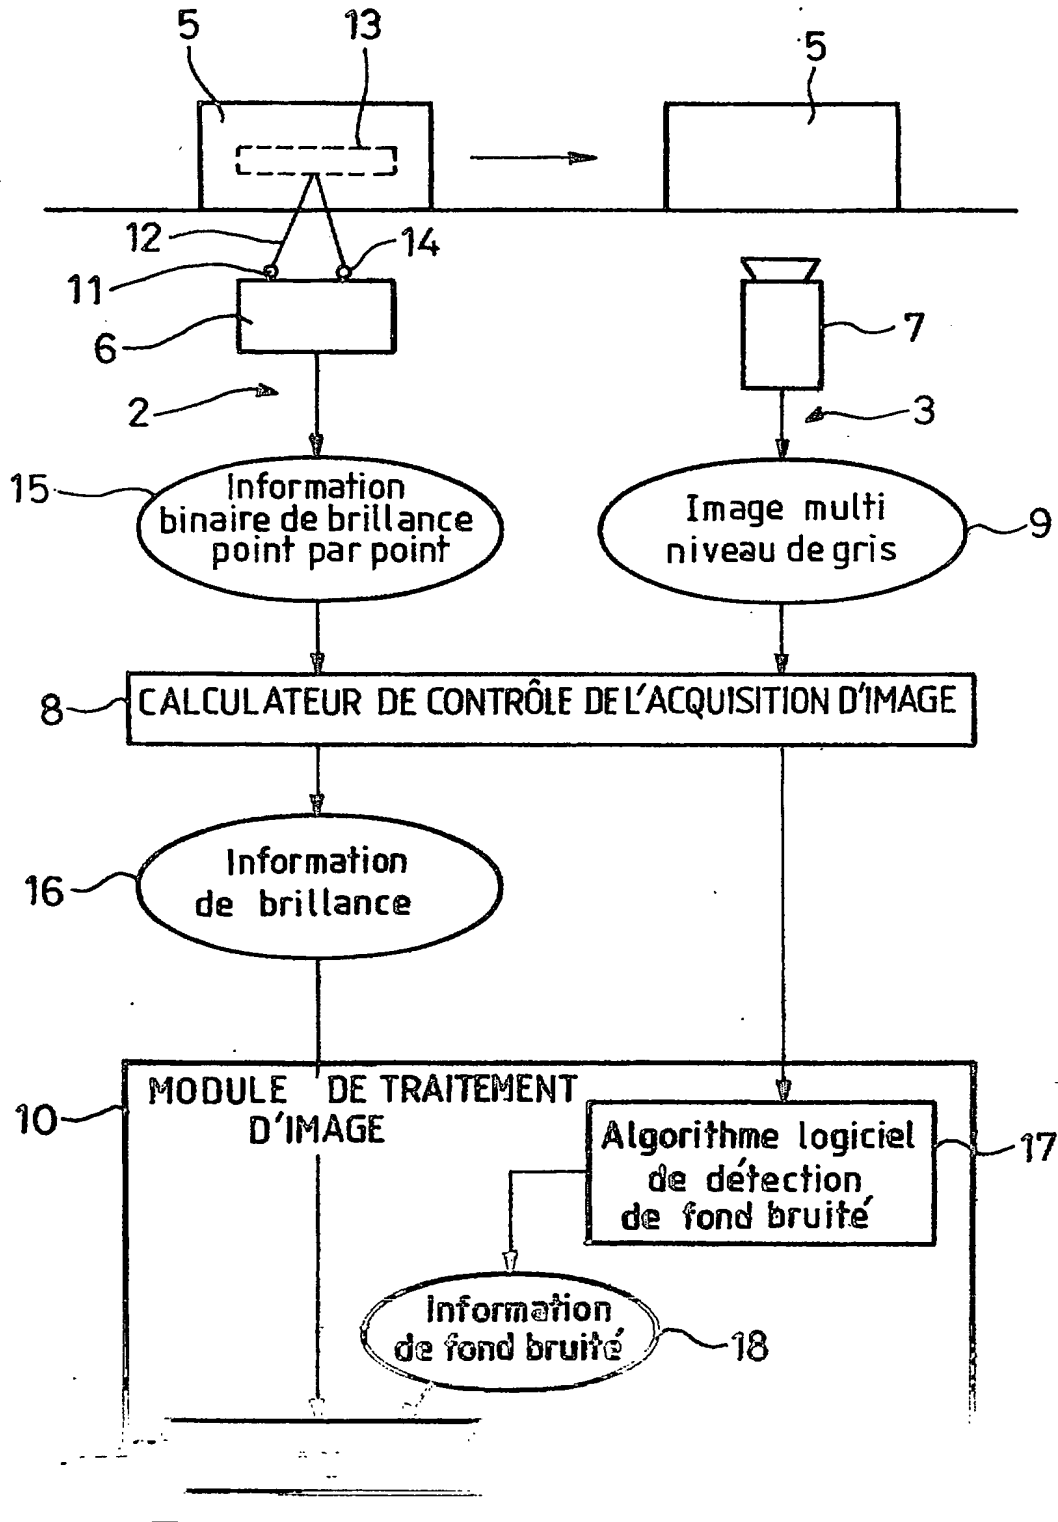 5
13
5
12
14
11
6
7
2
3
15
Information
binaire de brillance
point par point
Image multi
niveau de gris
9
8
CALCULATEUR DE CONTRÔLE DE L'ACQUISITION D'IMAGE
16
Information
de brillance
10
MODULE DE TRAITEMENT
D'IMAGE
Algorithme logiciel
de détection
de fond bruité
17
Information
de fond bruité
18